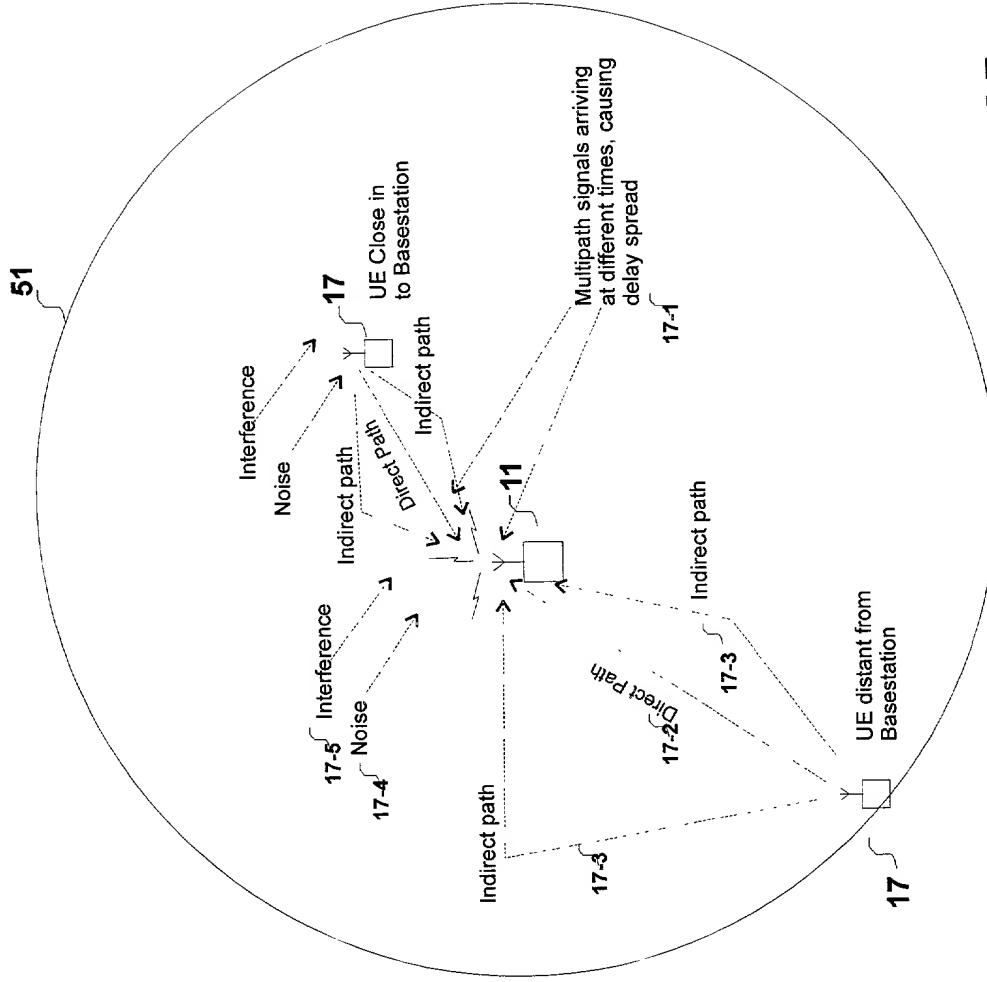 51
Interference
Noise
17
UE Close in
to Basestation
Indirect path
Direct Path
Indirect path
17-5
Interference
17-4
Noise
11
Multipath signals arriving
at different times, causing
delay spread
17-1
Indirect path
17-3
Direct Path
17-2
Indirect path
17-3
UE distant from
Basestation
17